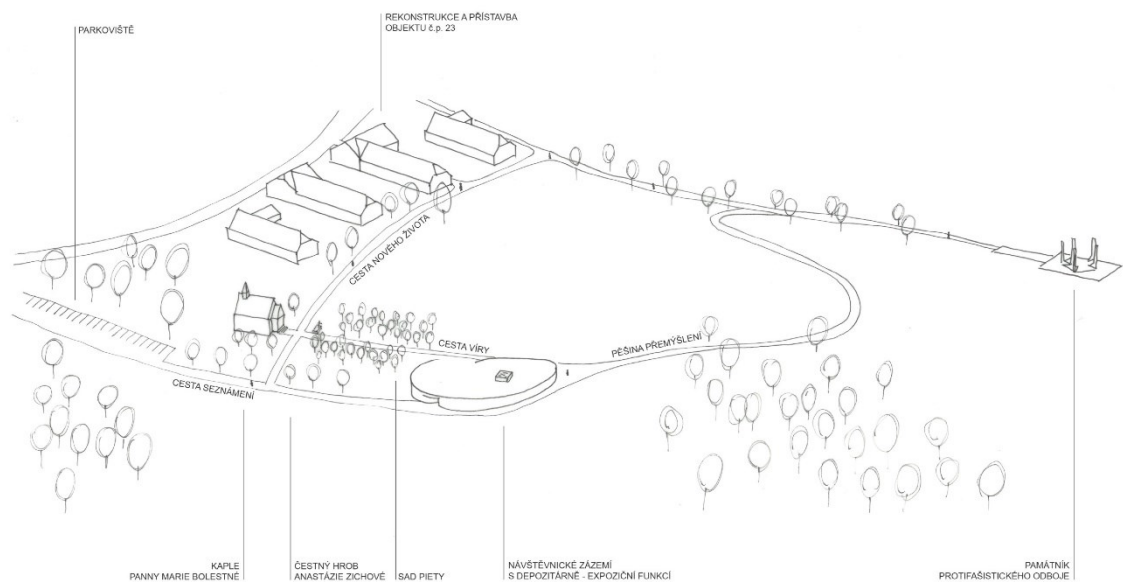 PARKOVIŠTĚ
REKONSTRUKCE A PŘÍSTAVBA
OBJEKTU č.p. 23
CESTA NOVÉHO ŽIVOTA
CESTA VÍRY
PĚŠINA PŘEMÝŠLENÍ
CESTA SEZNÁMENÍ
KAPLE
PANNY MARIE BOLESTNÉ
ČESTNÝ HROB
ANASTÁZIE ZICHOVÉ
SAD PIETY
NÁVŠTĚVNICKÉ ZÁZEMÍ
S DEPOZITÁRNĚ - EXPOZIČNÍ FUNKCÍ
PAMÁTNÍK
PROTIFAŠISTICKÉHO ODBOJE